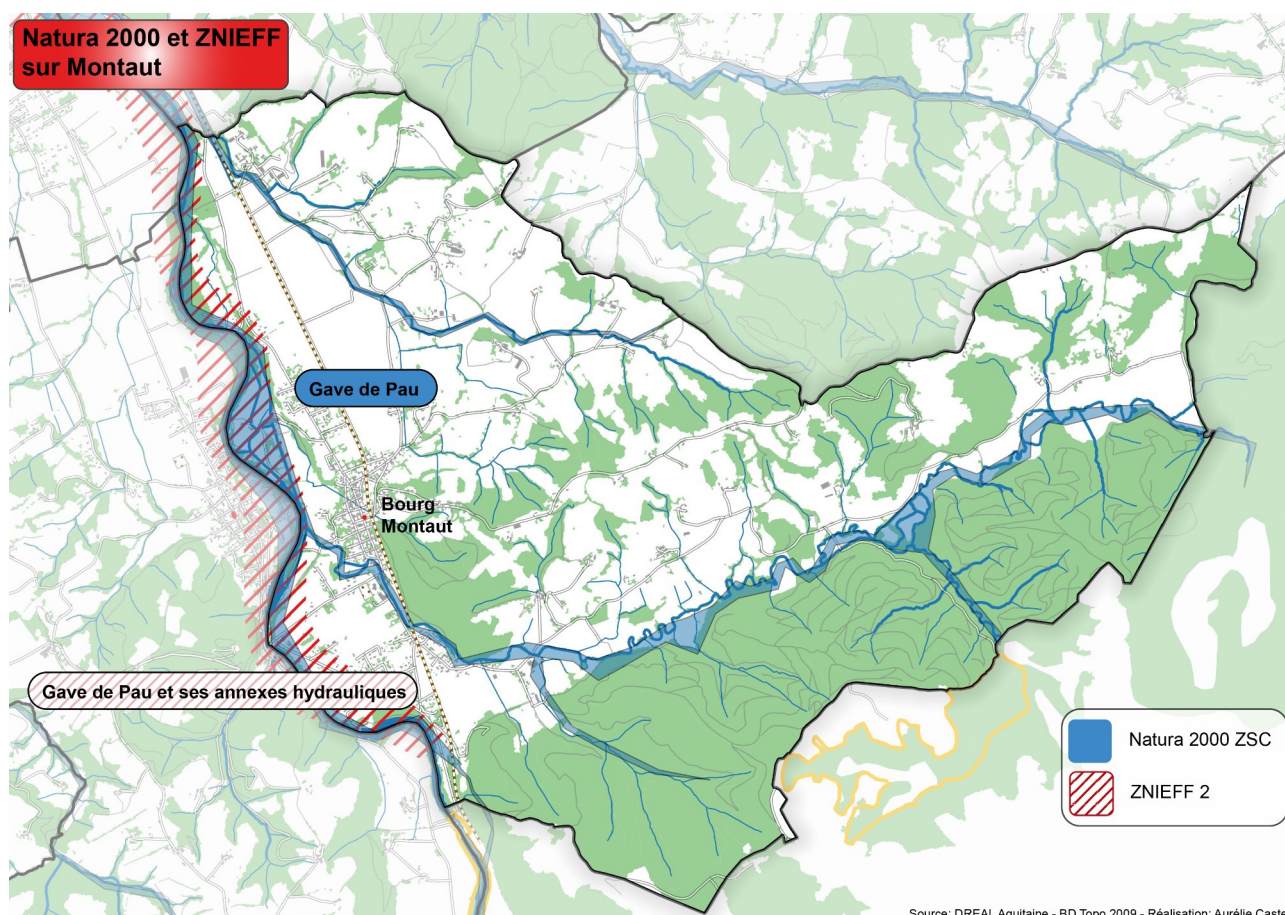 Natura 2000 et ZNIEFF
sur Montaut
Gave de Pau
Bourg
Montaut
Gave de Pau et ses annexes hydrauliques
Natura 2000 ZSC
ZNIEFF 2
Source: DREAL Aquitaine - BD Topo 2009 - Réalisation: Aurélie Caste